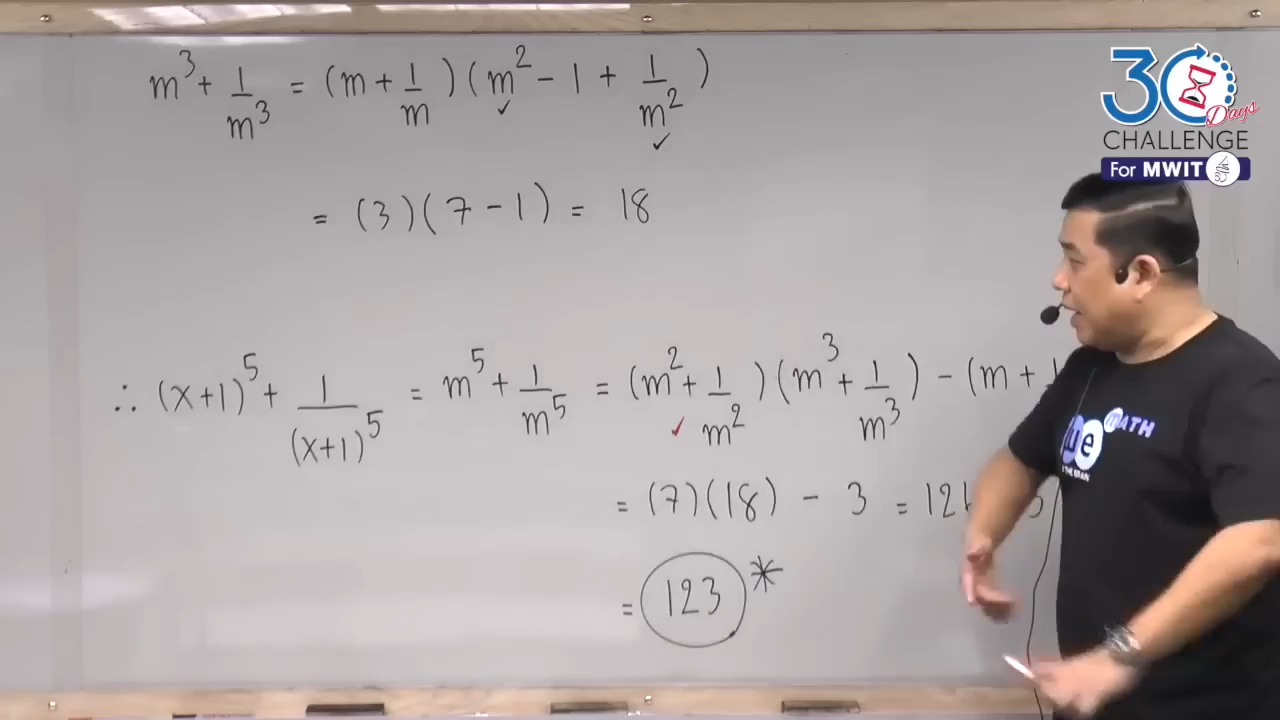 m³ + 1/m³ = (m + 1/m)(m² - 1 + 1/m²)
= (3)(7 - 1) = 18
∴ (x+1)⁵ + 1/(x+1)⁵ = m⁵ + 1/m⁵ = (m² + 1/m²)(m³ + 1/m³) - (m +
= (7)(18) - 3 = 12
= 123 *
30 Days
CHALLENGE
For MWIT
ue MATH